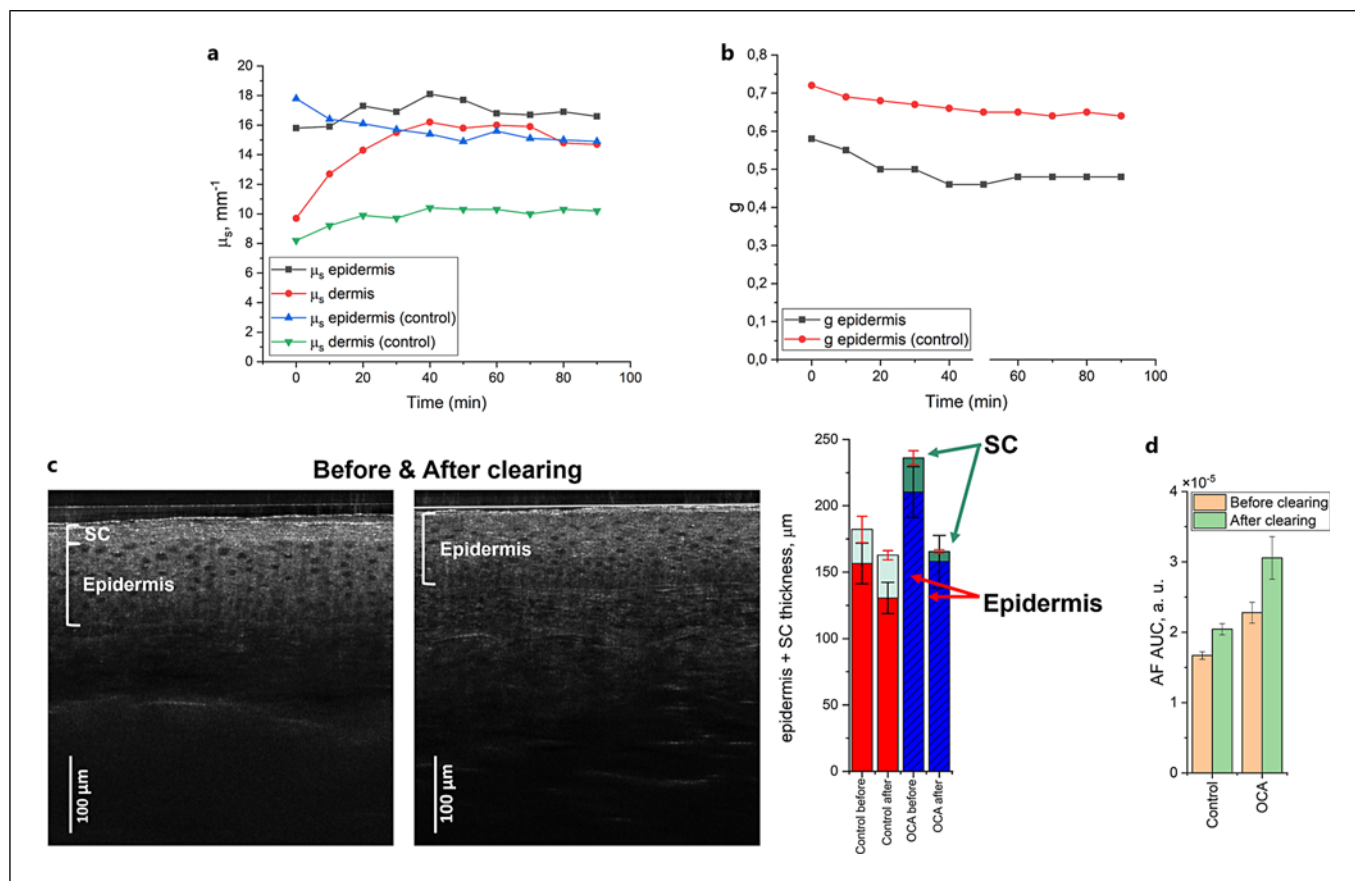 a
20
18
16
14
12
10
8
6
4
2
0
μs, mm-1
μs epidermis
μs dermis
μs epidermis (control)
μs dermis (control)
0 20 40 60 80 100
Time (min)
b
0,8
0,7
0,6
0,5
0,4
0,3
0,2
0,1
0,0
g
g epidermis
g epidermis (control)
0 20 40 60 80 100
Time (min)
c
Before & After clearing
SC
Epidermis
100 μm
Epidermis
100 μm
250
200
150
100
50
0
epidermis + SC thickness, μm
SC
Epidermis
Control before
Control after
OCA before
OCA after
d
×10-5
4
3
2
1
0
AF AUC, a. u.
Before clearing
After clearing
Control
OCA